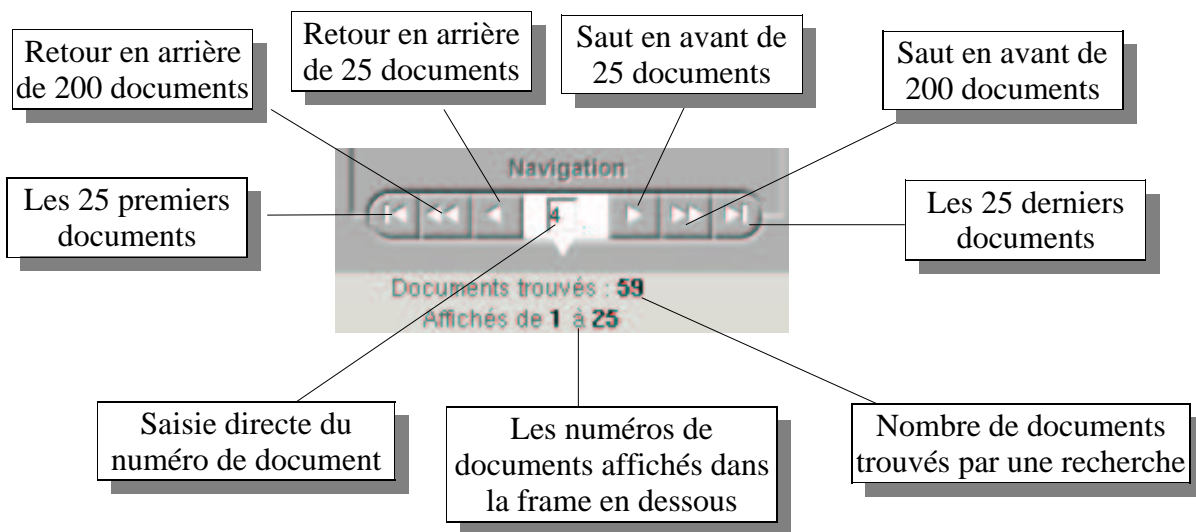 Retour en arrière
de 200 documents
Retour en arrière
de 25 documents
Saut en avant de
25 documents
Saut en avant de
200 documents
Les 25 premiers
documents
Navigation
4
Les 25 derniers
documents
Documents trouvés : 59
Affichés de 1 à 25
Saisie directe du
numéro de document
Les numéros de
documents affichés dans
la frame en dessous
Nombre de documents
trouvés par une recherche